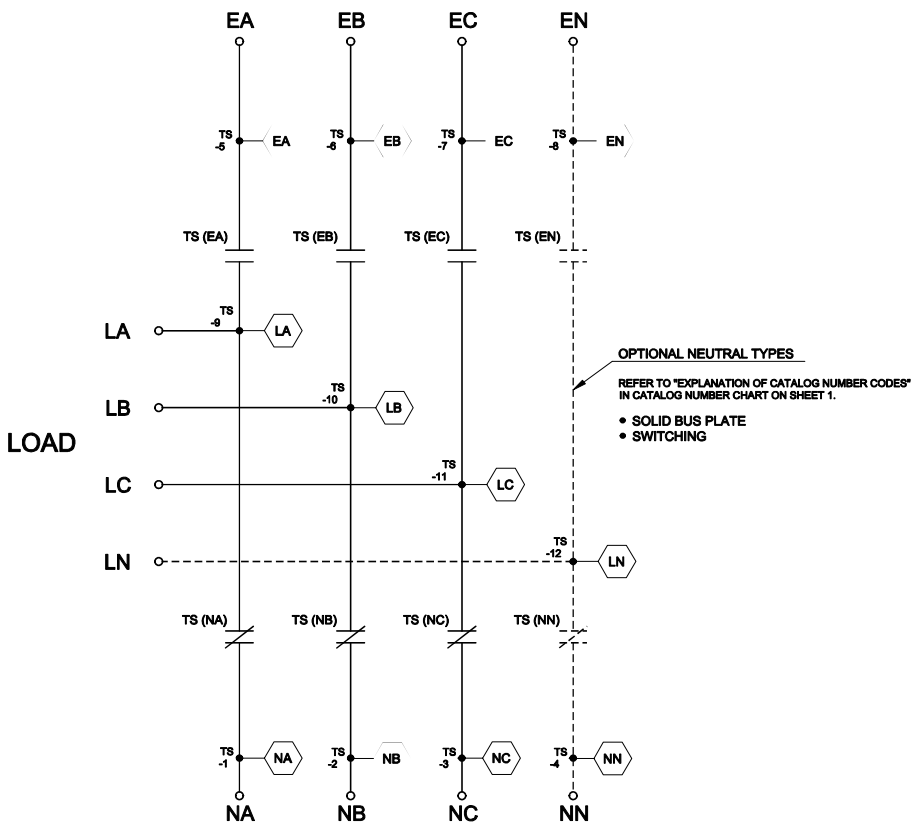 EA EB EC EN
TS -5 EA TS -6 EB TS -7 EC TS -8 EN
TS (EA) TS (EB) TS (EC) TS (EN)
TS
LA -9 LA
OPTIONAL NEUTRAL TYPES
REFER TO "EXPLANATION OF CATALOG NUMBER CODES"
IN CATALOG NUMBER CHART ON SHEET 1.
• SOLID BUS PLATE
• SWITCHING
TS
LB -10 LB
LOAD
TS
LC -11 LC
TS
LN -12 LN
TS (NA) TS (NB) TS (NC) TS (NN)
TS -1 NA TS -2 NB TS -3 NC TS -4 NN
NA NB NC NN